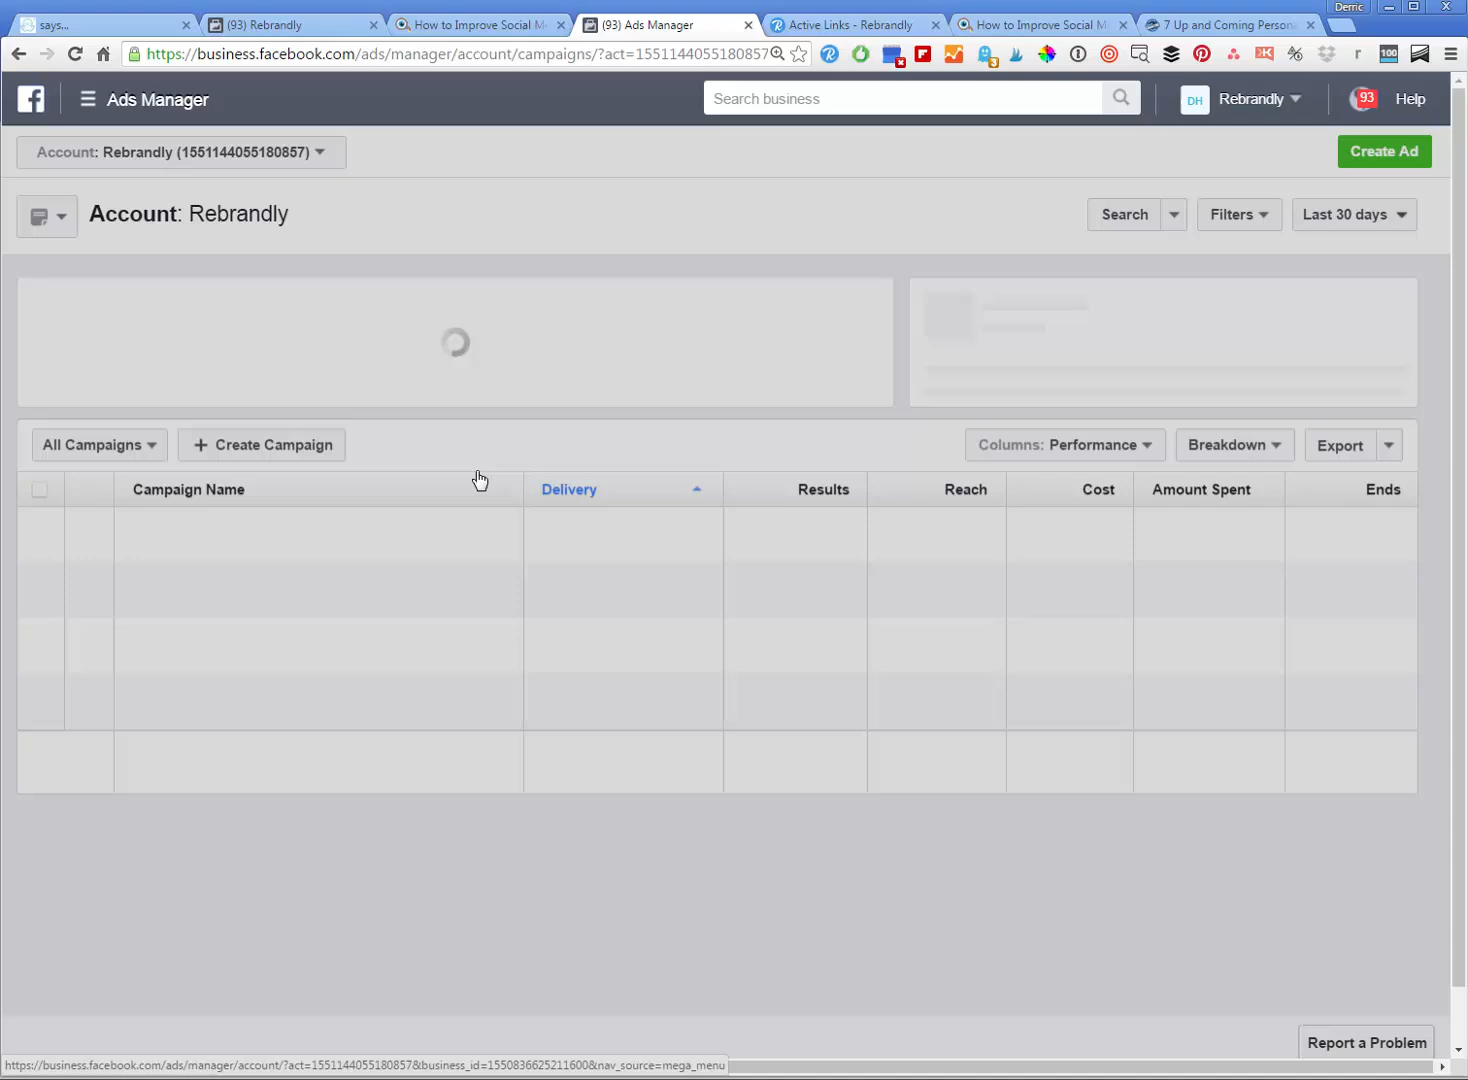 Derric
says...
(93) Rebrandly
How to Improve Social M
(93) Ads Manager
Active Links - Rebrandly
How to Improve Social M
7 Up and Coming Persona
https://business.facebook.com/ads/manager/account/campaigns/?act=1551144055180857
Ads Manager
Search business
DH
Rebrandly
93
Help
Account: Rebrandly (1551144055180857)
Create Ad
Account: Rebrandly
Search
Filters
Last 30 days
All Campaigns
+ Create Campaign
Columns: Performance
Breakdown
Export
Campaign Name
Delivery
Results
Reach
Cost
Amount Spent
Ends
Report a Problem
https://business.facebook.com/ads/manager/account/?act=1551144055180857&business_id=1550836625211600&nav_source=mega_menu